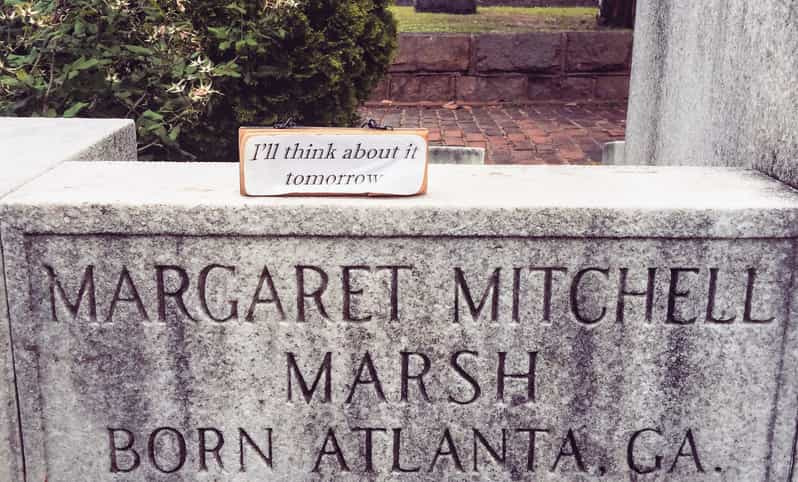 I'll think about it
tomorrow
MARGARET MITCHELL
MARSH
BORN ATLANTA, GA.